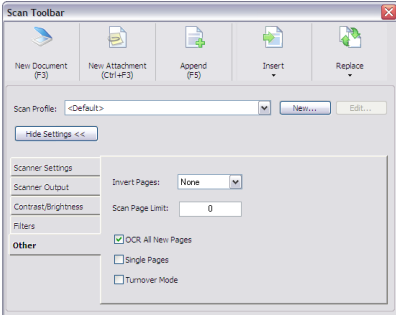 Scan Toolbar
New Document
(F3)
New Attachment
(Ctrl+F3)
Append
(F5)
Insert
Replace
Scan Profile:
<Default>
New...
Edit...
Hide Settings <<
Scanner Settings
Scanner Output
Contrast/Brightness
Filters
Other
Invert Pages:
None
Scan Page Limit:
0
OCR All New Pages
Single Pages
Turnover Mode